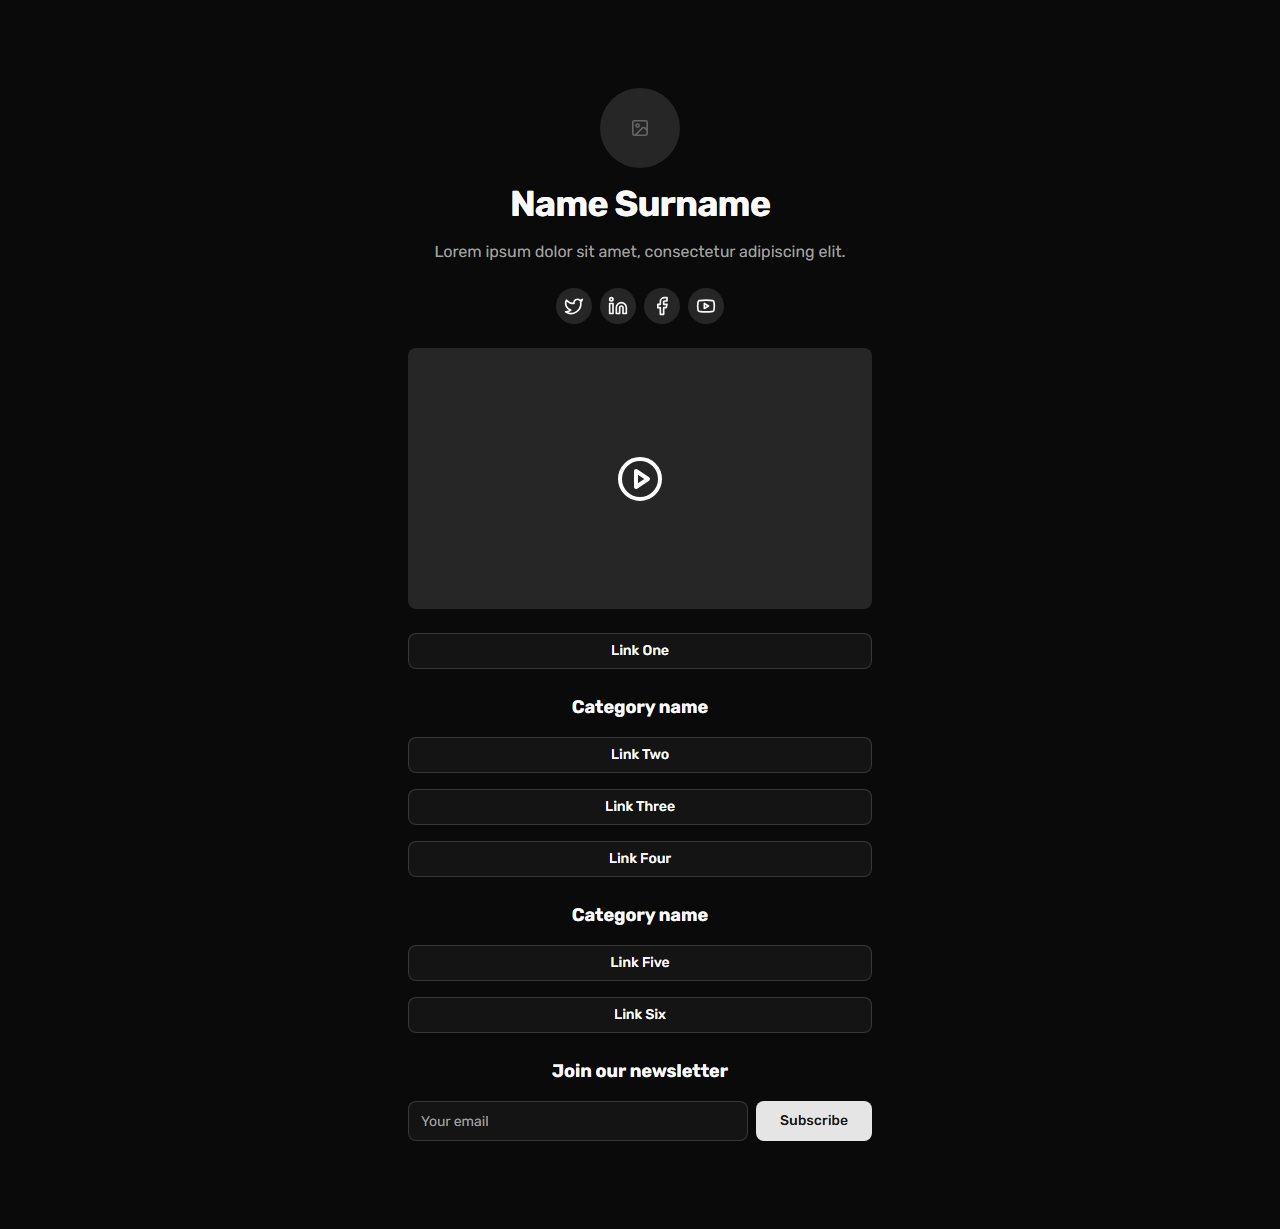 Name Surname
Lorem ipsum dolor sit amet, consectetur adipiscing elit.
Link One
Category name
Link Two
Link Three
Link Four
Category name
Link Five
Link Six
Join our newsletter
Your email
Subscribe